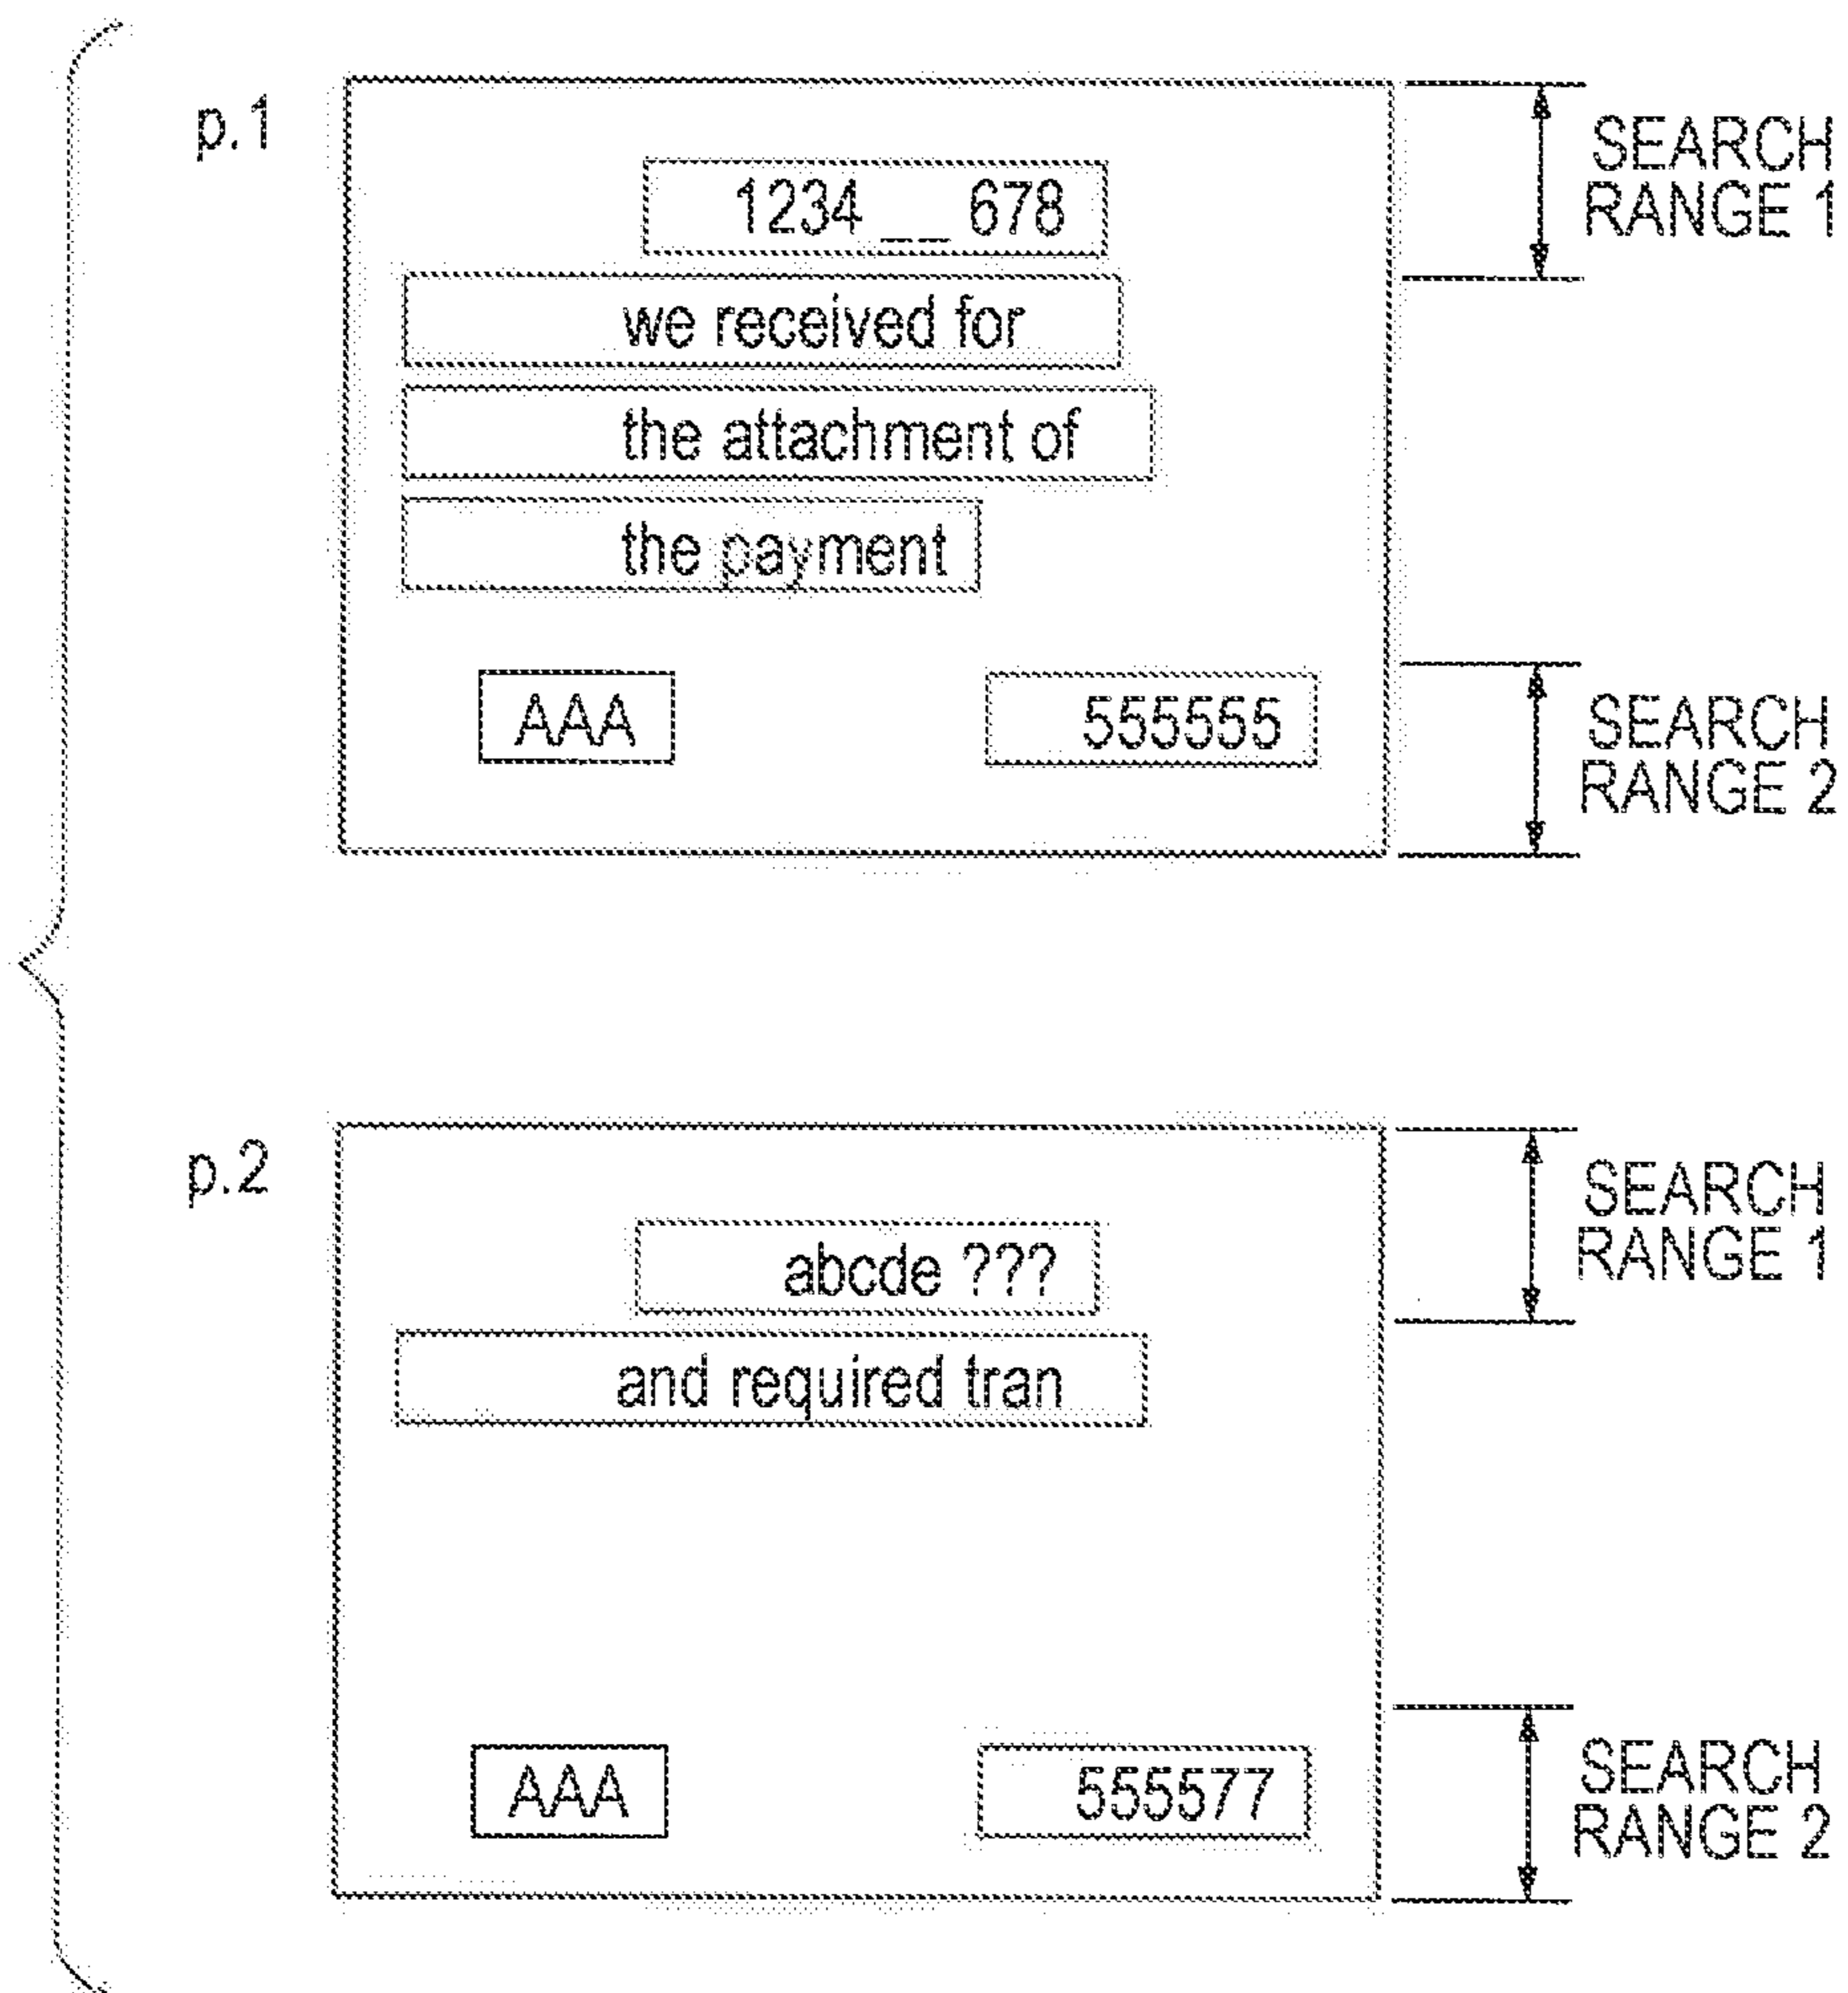 p.1
SEARCH
RANGE 1
1234 __ 678
we received for
the attachment of
the payment
AAA 555555
SEARCH
RANGE 2
p.2
SEARCH
RANGE 1
abcde ???
and required tran
AAA 555577
SEARCH
RANGE 2